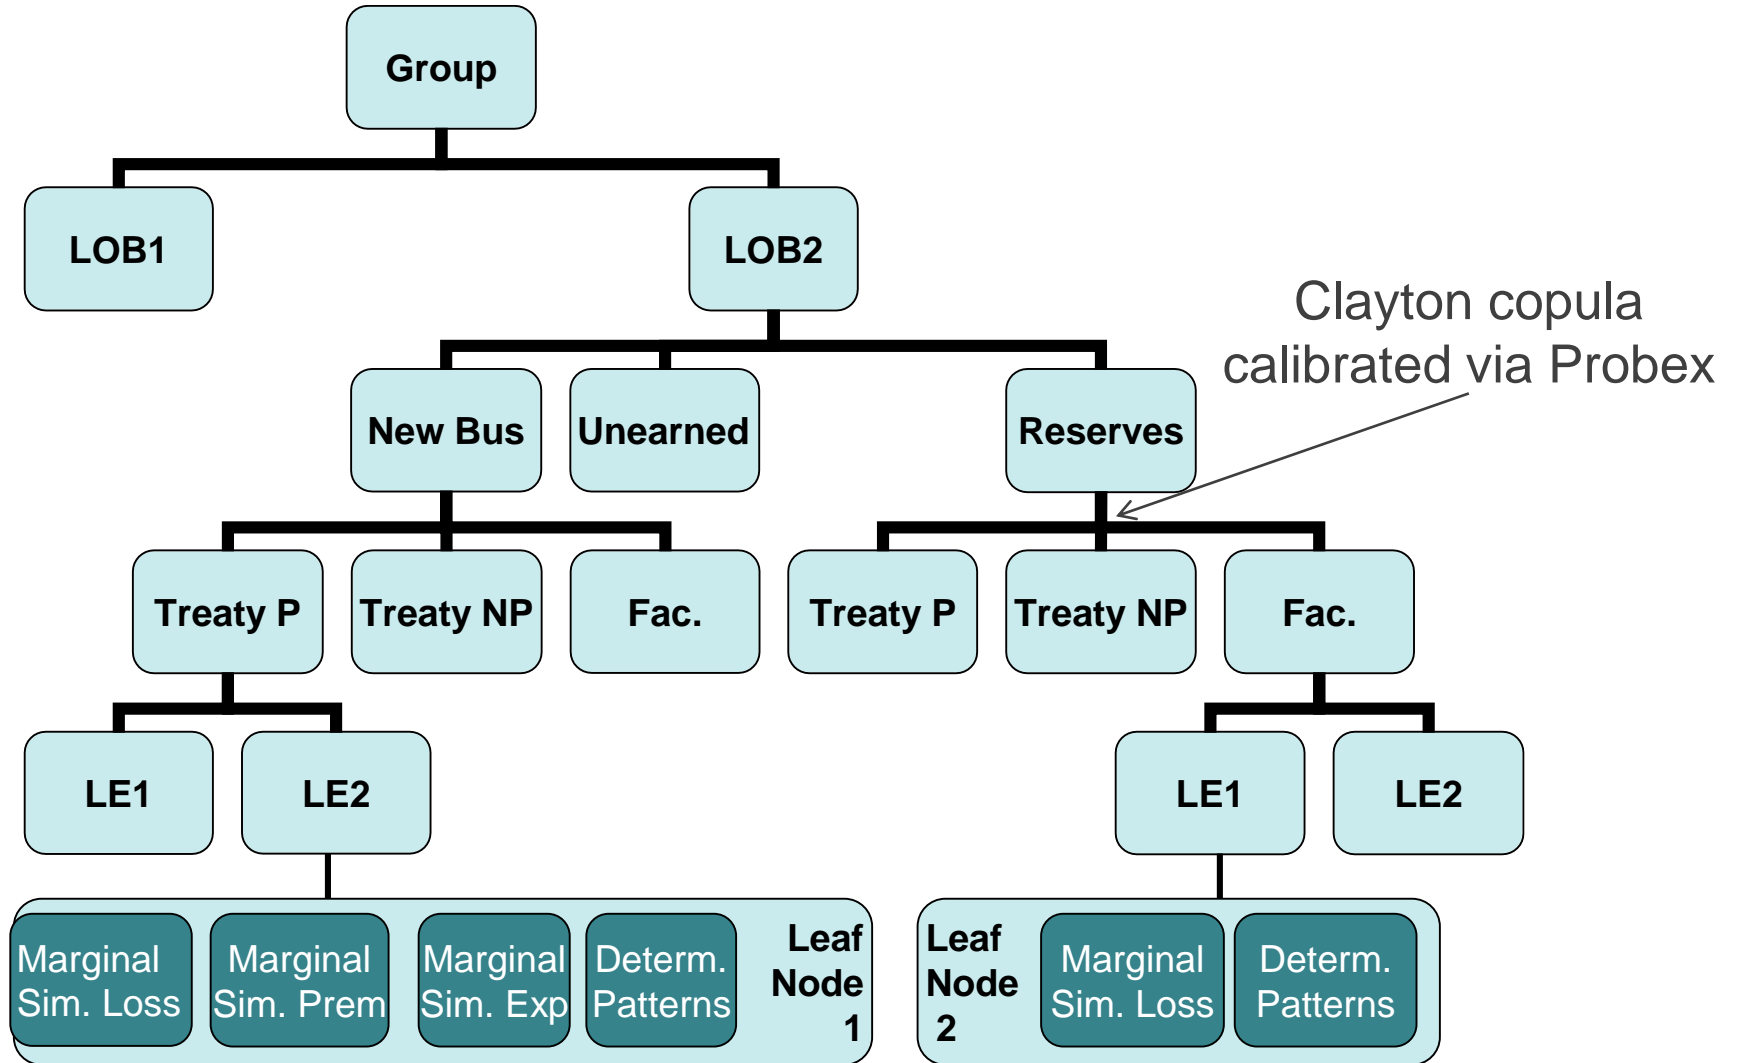 Group
LOB1
LOB2
Clayton copula
calibrated via Probex
New Bus
Unearned
Reserves
Treaty P
Treaty NP
Fac.
Treaty P
Treaty NP
Fac.
LE1
LE2
LE1
LE2
Marginal
Sim. Loss
Marginal
Sim. Prem
Marginal
Sim. Exp
Determ.
Patterns
Leaf
Node
1
Leaf
Node
2
Marginal
Sim. Loss
Determ.
Patterns